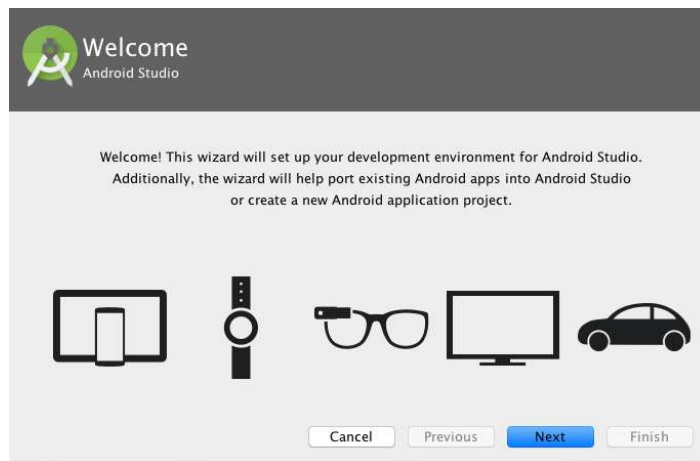 Welcome
Android Studio
Welcome! This wizard will set up your development environment for Android Studio.
Additionally, the wizard will help port existing Android apps into Android Studio
or create a new Android application project.
Cancel Previous Next Finish